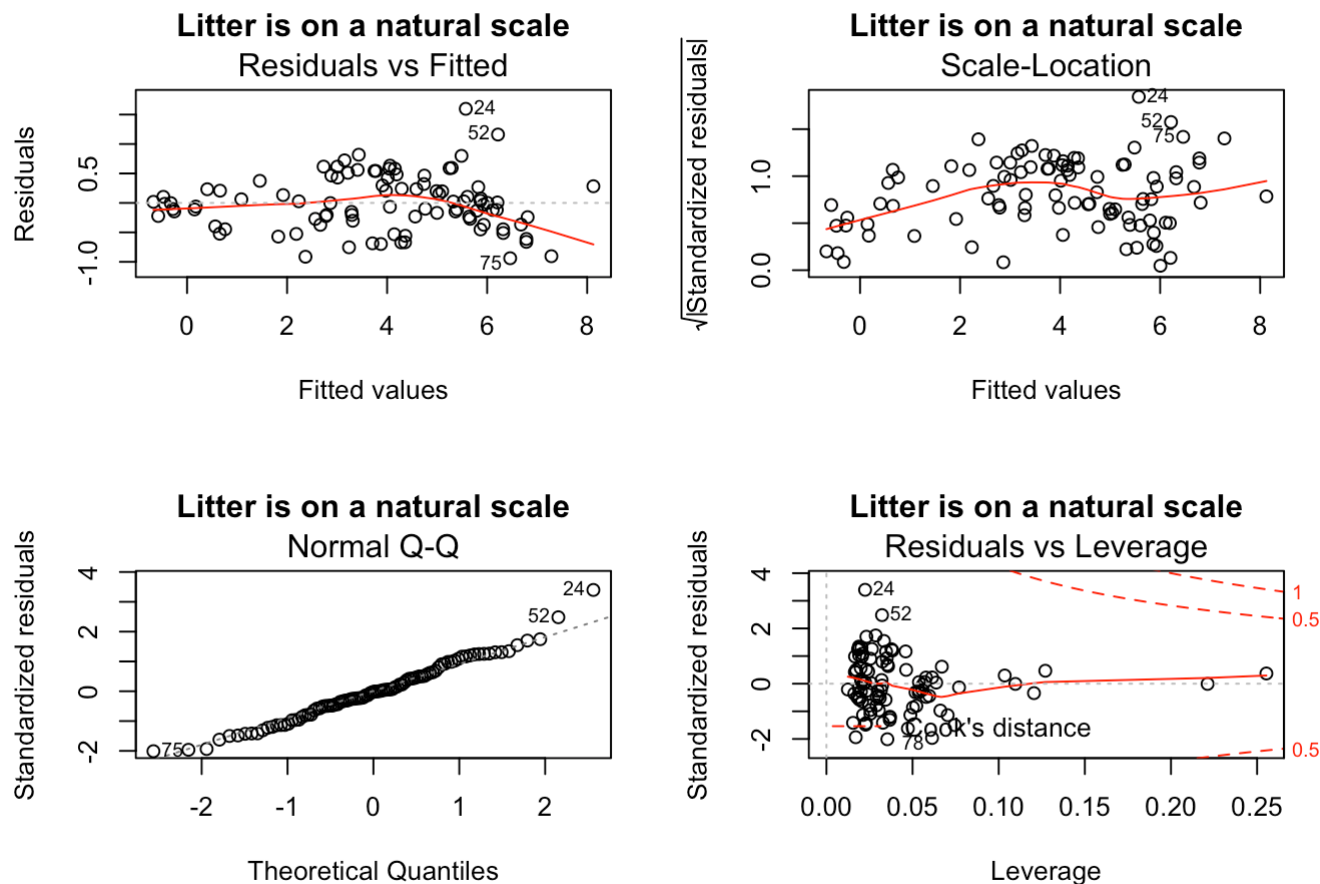 Litter is on a natural scale
Residuals vs Fitted
24
52
75
Residuals
0.5
-1.0
0 2 4 6 8
Fitted values
Litter is on a natural scale
Scale-Location
24
52
75
√|Standardized residuals|
1.0
0.0
0 2 4 6 8
Fitted values
Litter is on a natural scale
Normal Q-Q
24
52
75
Standardized residuals
4
2
0
-2
-2 -1 0 1 2
Theoretical Quantiles
Litter is on a natural scale
Residuals vs Leverage
24
52
78
Cook's distance
1
0.5
0.5
Standardized residuals
4
2
0
-2
0.00 0.05 0.10 0.15 0.20 0.25
Leverage